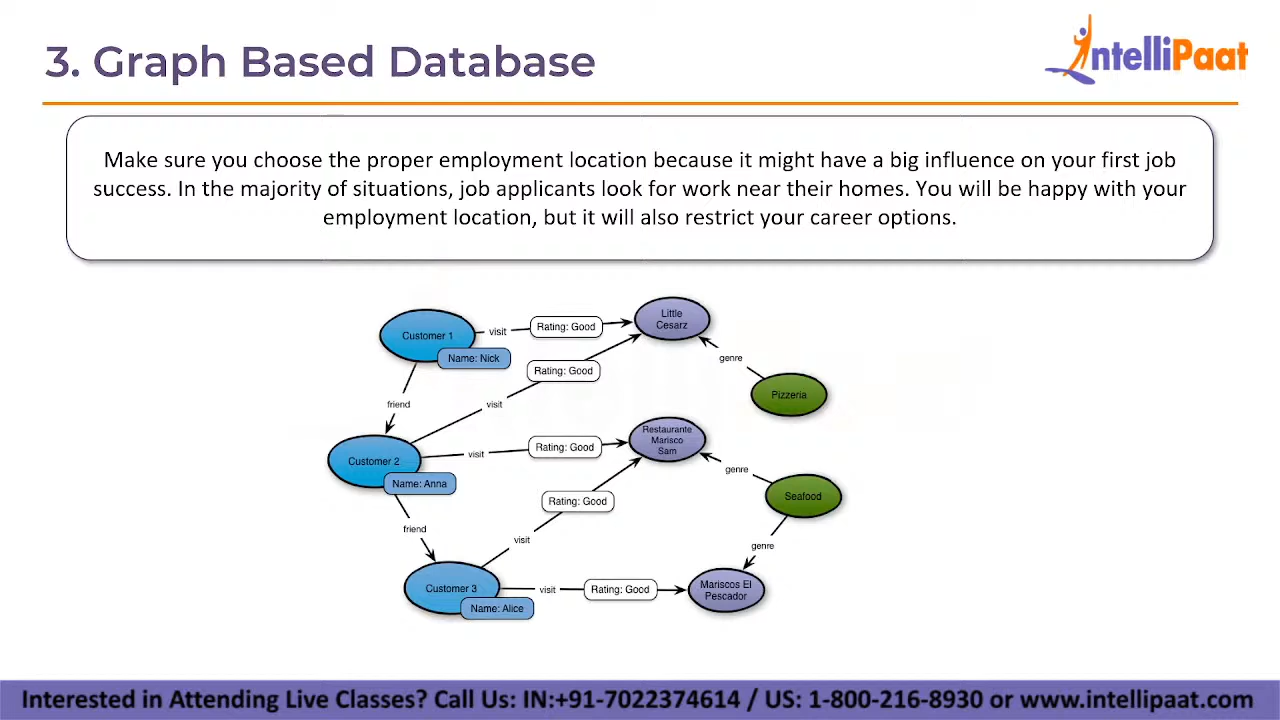 3. Graph Based Database
IntelliPaat
Make sure you choose the proper employment location because it might have a big influence on your first job
success. In the majority of situations, job applicants look for work near their homes. You will be happy with your
employment location, but it will also restrict your career options.
Customer 1
Name: Nick
visit
Rating: Good
Little
Cesarz
visit
Rating: Good
genre
Pizzeria
friend
Customer 2
Name: Anna
visit
Rating: Good
Restaurante
Marisco
Sam
visit
Rating: Good
genre
Seafood
friend
genre
Customer 3
Name: Alice
visit
Rating: Good
Mariscos El
Pescador
Interested in Attending Live Classes? Call Us: IN:+91-7022374614 / US: 1-800-216-8930 or www.intellipaat.com